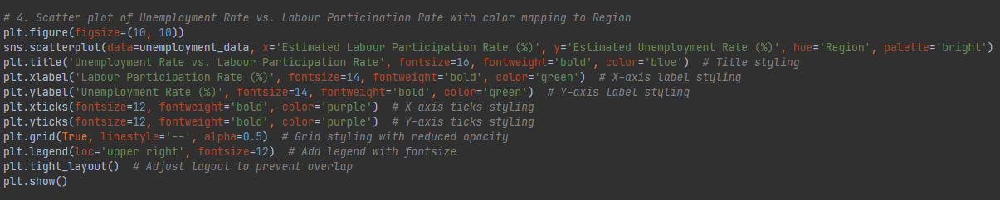 # 4. Scatter plot of Unemployment Rate vs. Labour Participation Rate with color mapping to Region
plt.figure(figsize=(10, 10))
sns.scatterplot(data=unemployment_data, x='Estimated Labour Participation Rate (%)', y='Estimated Unemployment Rate (%)', hue='Region', palette='bright')
plt.title('Unemployment Rate vs. Labour Participation Rate', fontsize=16, fontweight='bold', color='blue')  # Title styling
plt.xlabel('Labour Participation Rate (%)', fontsize=14, fontweight='bold', color='green')  # X-axis label styling
plt.ylabel('Unemployment Rate (%)', fontsize=14, fontweight='bold', color='green')  # Y-axis label styling
plt.xticks(fontsize=12, fontweight='bold', color='purple')  # X-axis ticks styling
plt.yticks(fontsize=12, fontweight='bold', color='purple')  # Y-axis ticks styling
plt.grid(True, linestyle='--', alpha=0.5)  # Grid styling with reduced opacity
plt.legend(loc='upper right', fontsize=12)  # Add legend with fontsize
plt.tight_layout()  # Adjust layout to prevent overlap
plt.show()